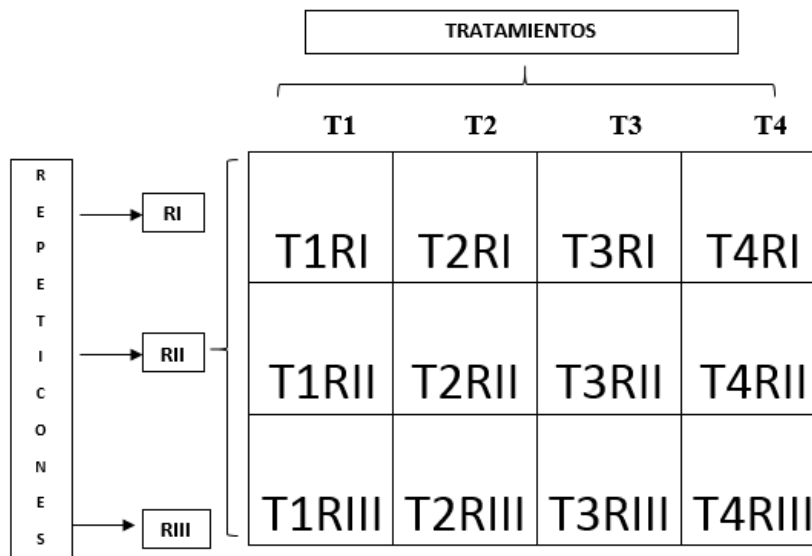 TRATAMIENTOS
T1 T2 T3 T4
REPETICONES
RI
T1RI T2RI T3RI T4RI
RII
T1RII T2RII T3RII T4RII
RIII
T1RIII T2RIII T3RIII T4RIII